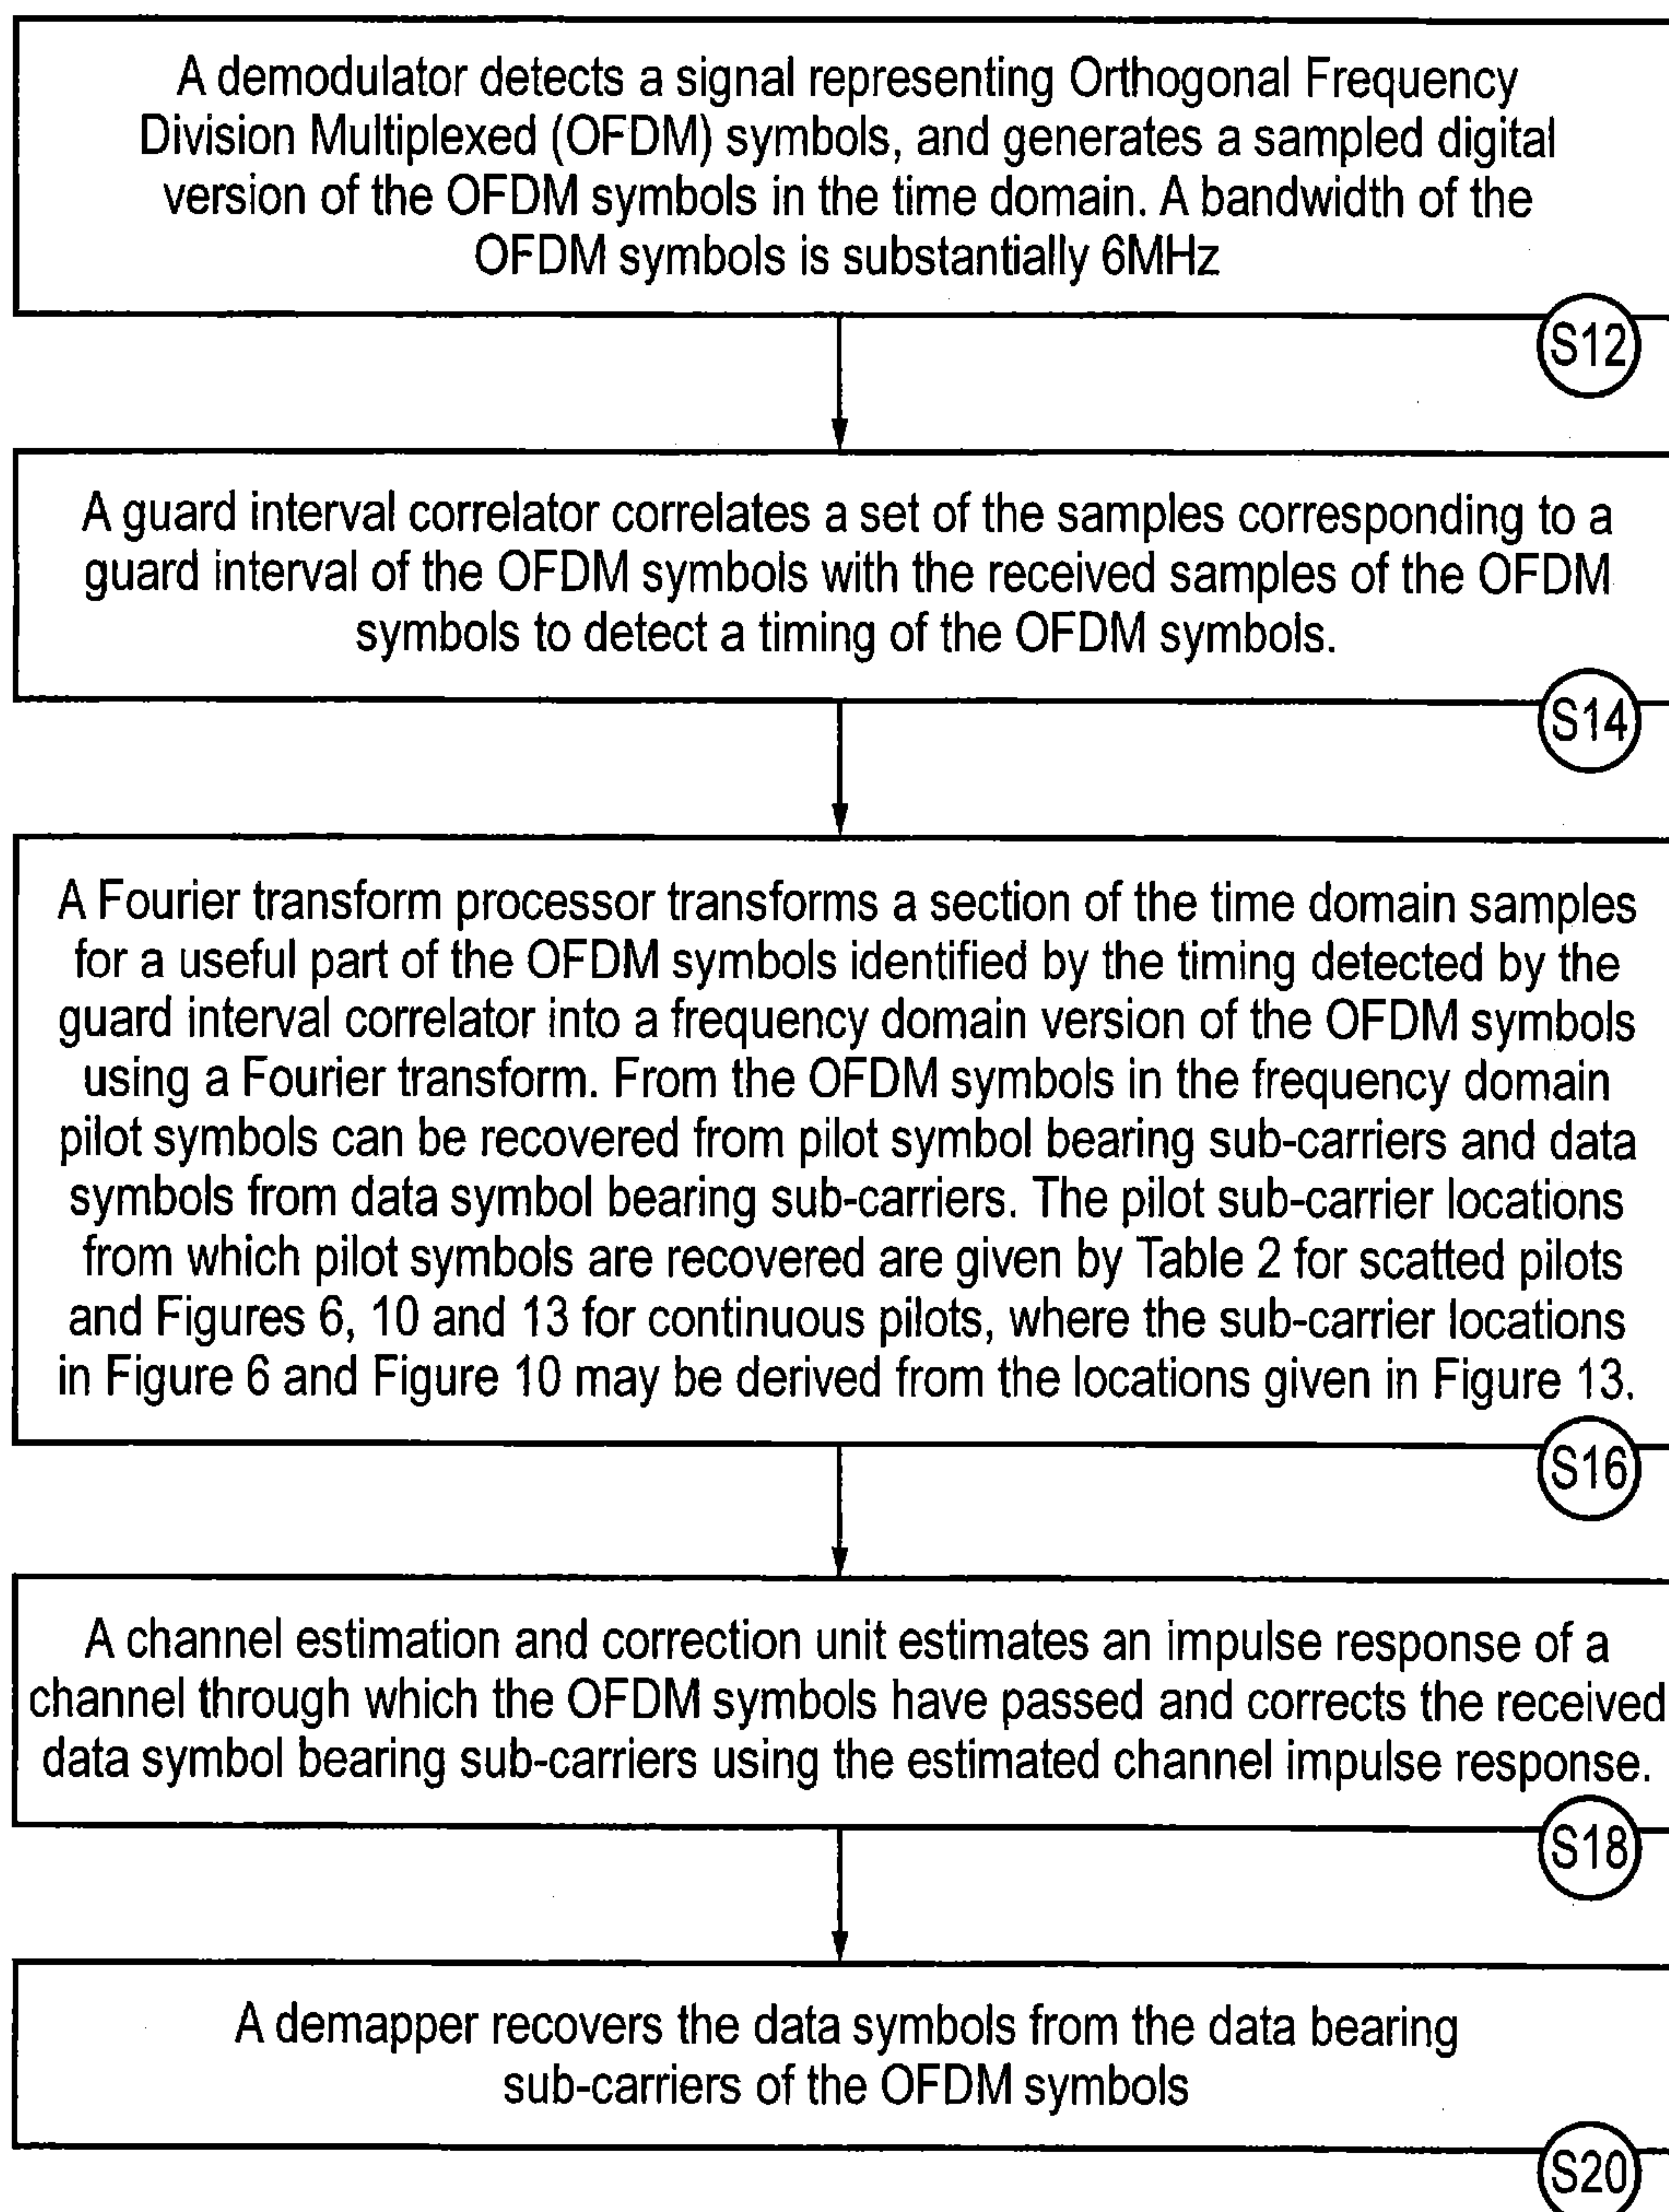 A demodulator detects a signal representing Orthogonal Frequency
Division Multiplexed (OFDM) symbols, and generates a sampled digital
version of the OFDM symbols in the time domain. A bandwidth of the
OFDM symbols is substantially 6MHz
S12
A guard interval correlator correlates a set of the samples corresponding to a
guard interval of the OFDM symbols with the received samples of the OFDM
symbols to detect a timing of the OFDM symbols.
S14
A Fourier transform processor transforms a section of the time domain samples
for a useful part of the OFDM symbols identified by the timing detected by the
guard interval correlator into a frequency domain version of the OFDM symbols
using a Fourier transform. From the OFDM symbols in the frequency domain
pilot symbols can be recovered from pilot symbol bearing sub-carriers and data
symbols from data symbol bearing sub-carriers. The pilot sub-carrier locations
from which pilot symbols are recovered are given by Table 2 for scatted pilots
and Figures 6, 10 and 13 for continuous pilots, where the sub-carrier locations
in Figure 6 and Figure 10 may be derived from the locations given in Figure 13.
S16
A channel estimation and correction unit estimates an impulse response of a
channel through which the OFDM symbols have passed and corrects the received
data symbol bearing sub-carriers using the estimated channel impulse response.
S18
A demapper recovers the data symbols from the data bearing
sub-carriers of the OFDM symbols
S20